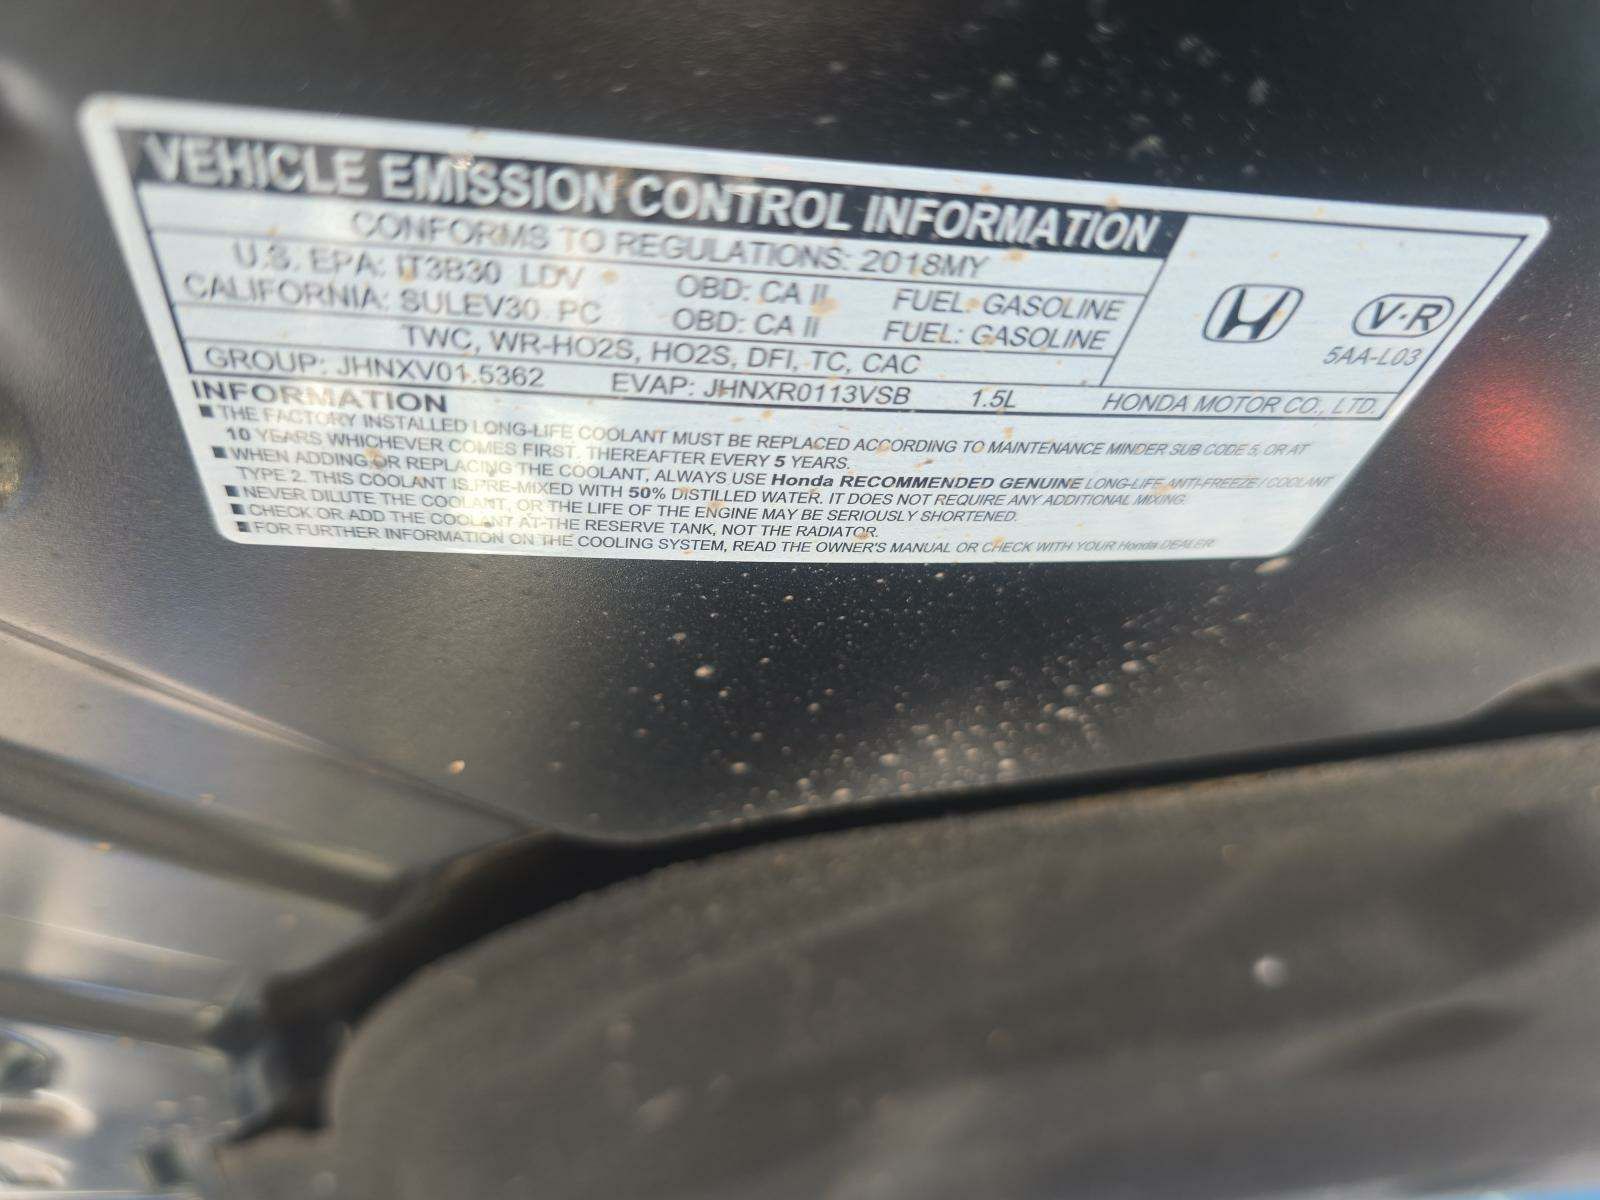 VEHICLE EMISSION CONTROL INFORMATION
CONFORMS TO REGULATIONS: 2018MY
U.S. EPA: IT3B30 LDV OBD: CA II FUEL: GASOLINE
CALIFORNIA: SULEV30 PC OBD: CA II FUEL: GASOLINE
TWC, WR-HO2S, HO2S, DFI, TC, CAC
GROUP: JHNXV01.5362 EVAP: JHNXR0113VSB 1.5L
V-R
5AA-L03
HONDA MOTOR CO., LTD.
INFORMATION
■ THE FACTORY INSTALLED LONG-LIFE COOLANT MUST BE REPLACED ACCORDING TO MAINTENANCE MINDER SUB CODE 5, OR AT
10 YEARS WHICHEVER COMES FIRST, THEREAFTER EVERY 5 YEARS.
■ WHEN ADDING OR REPLACING THE COOLANT, ALWAYS USE Honda RECOMMENDED GENUINE LONG-LIFE ANTI-FREEZE/COOLANT
TYPE 2. THIS COOLANT IS PRE-MIXED WITH 50% DISTILLED WATER. IT DOES NOT REQUIRE ANY ADDITIONAL MIXING.
■ NEVER DILUTE THE COOLANT, OR THE LIFE OF THE ENGINE MAY BE SERIOUSLY SHORTENED.
■ CHECK OR ADD THE COOLANT AT THE RESERVE TANK, NOT THE RADIATOR.
■ FOR FURTHER INFORMATION ON THE COOLING SYSTEM, READ THE OWNER'S MANUAL OR CHECK WITH YOUR Honda DEALER.